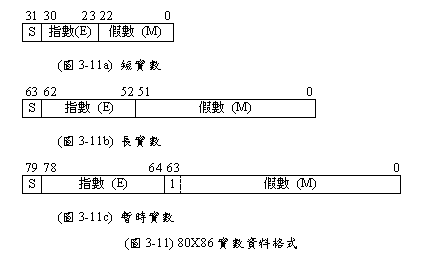 31 30 23 22 0
S 指數(E) 假數 (M)
(圖 3-11a) 短實數
63 62 52 51 0
S 指數 (E) 假數 (M)
(圖 3-11b) 長實數
79 78 64 63 0
S 指數 (E) 1 假數 (M)
(圖 3-11c) 暫時實數
(圖 3-11) 80X86 實數資料格式